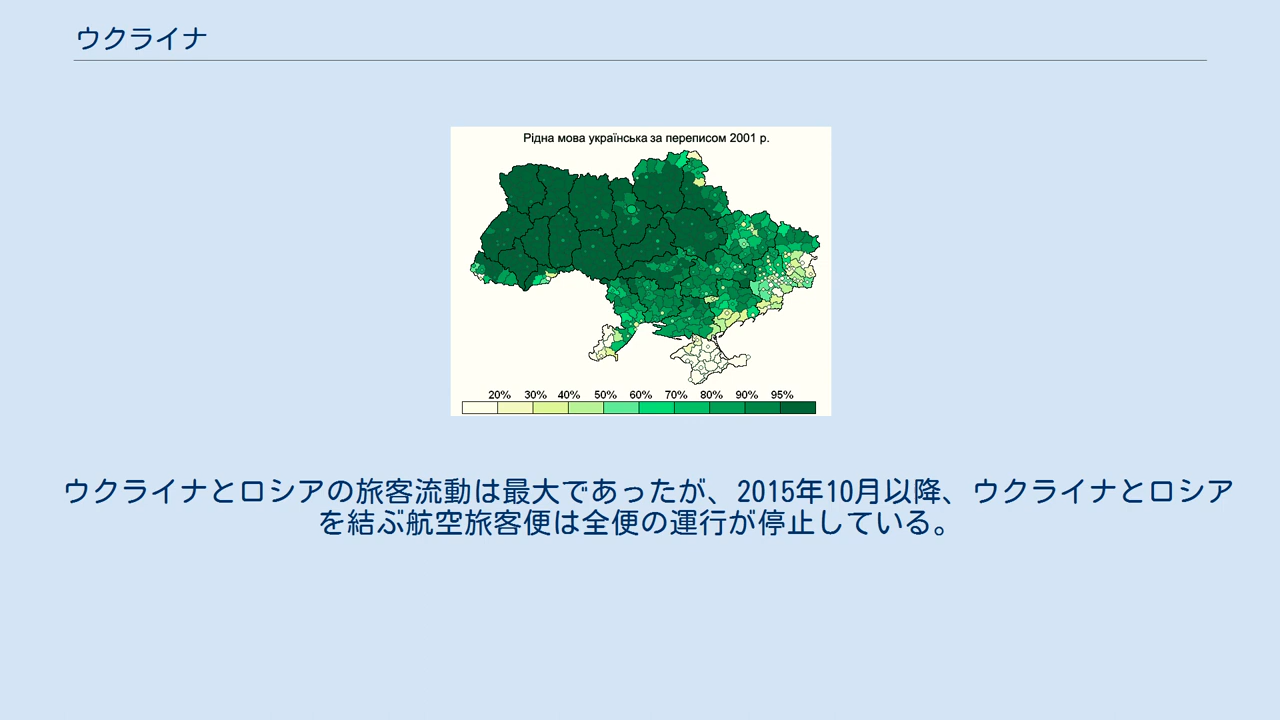 ウクライナ
Рідна мова українська за переписом 2001 р.
20% 30% 40% 50% 60% 70% 80% 90% 95%
ウクライナとロシアの旅客流動は最大であったが、2015年10月以降、ウクライナとロシア
を結ぶ航空旅客便は全便の運行が停止している。